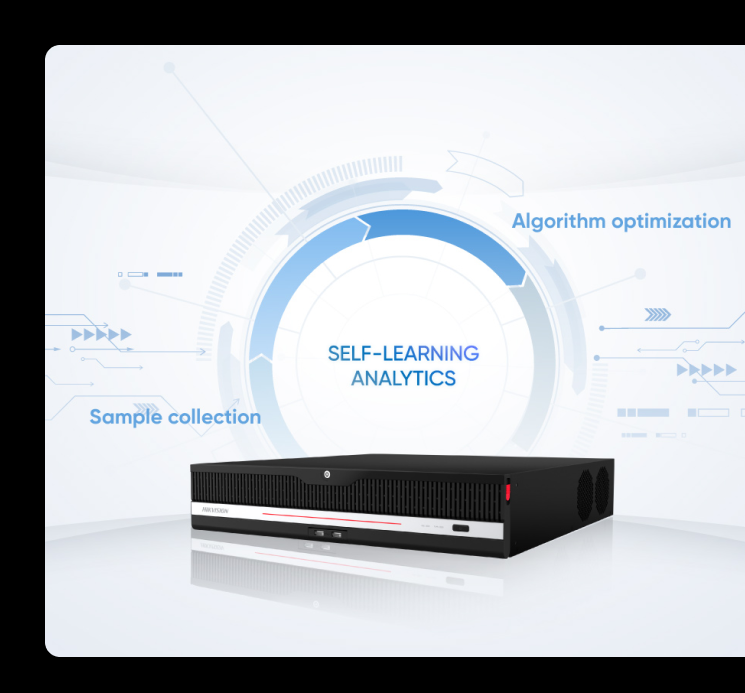 Algorithm optimization
SELF-LEARNING
ANALYTICS
Sample collection
HIKVISION